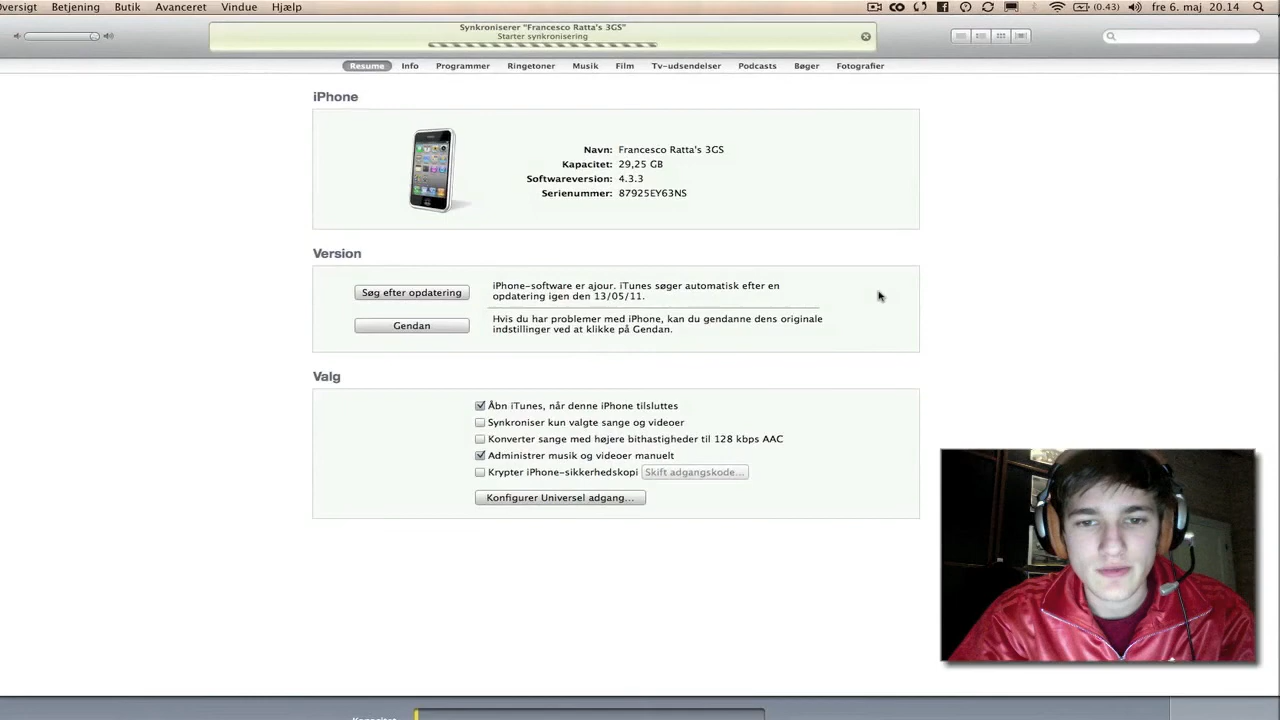 Oversigt Betjening Butik Avanceret Vindue Hjælp (0.43) fre 6. maj 20.14
Synkroniserer "Francesco Ratta's 3GS"
Starter synkronisering
Resume Info Programmer Ringetoner Musik Film Tv-udsendelser Podcasts Bøger Fotografier
iPhone
Navn: Francesco Ratta's 3GS
Kapacitet: 29,25 GB
Softwareversion: 4.3.3
Serienummer: 87925EY63NS
Version
Søg efter opdatering
iPhone-software er ajour. iTunes søger automatisk efter en
opdatering igen den 13/05/11.
Gendan
Hvis du har problemer med iPhone, kan du gendanne dens originale
indstillinger ved at klikke på Gendan.
Valg
Åbn iTunes, når denne iPhone tilsluttes
Synkroniser kun valgte sange og videoer
Konverter sange med højere bithastigheder til 128 kbps AAC
Administrer musik og videoer manuelt
Krypter iPhone-sikkerhedskopi Skift adgangskode...
Konfigurer Universel adgang...
Kapacitet